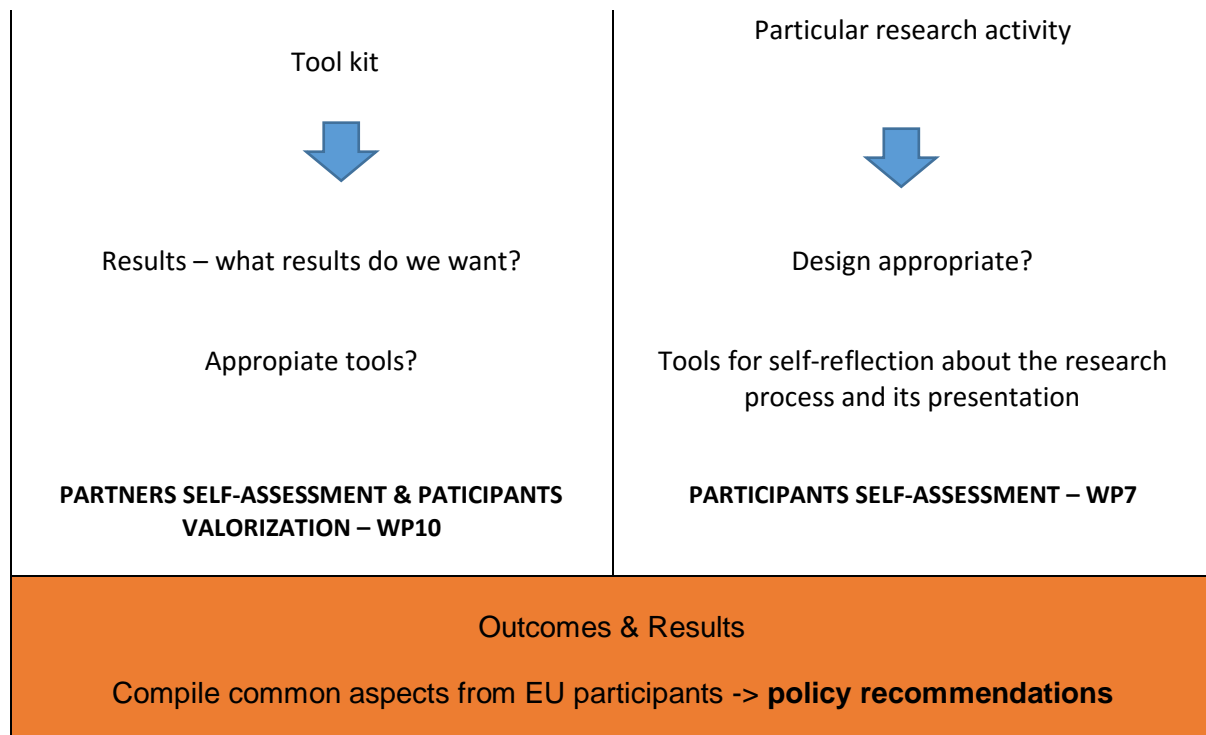 Tool kit
Results – what results do we want?
Appropiate tools?
PARTNERS SELF-ASSESSMENT & PATICIPANTS
VALORIZATION – WP10
Particular research activity
Design appropriate?
Tools for self-reflection about the research
process and its presentation
PARTICIPANTS SELF-ASSESSMENT – WP7
Outcomes & Results
Compile common aspects from EU participants -> policy recommendations